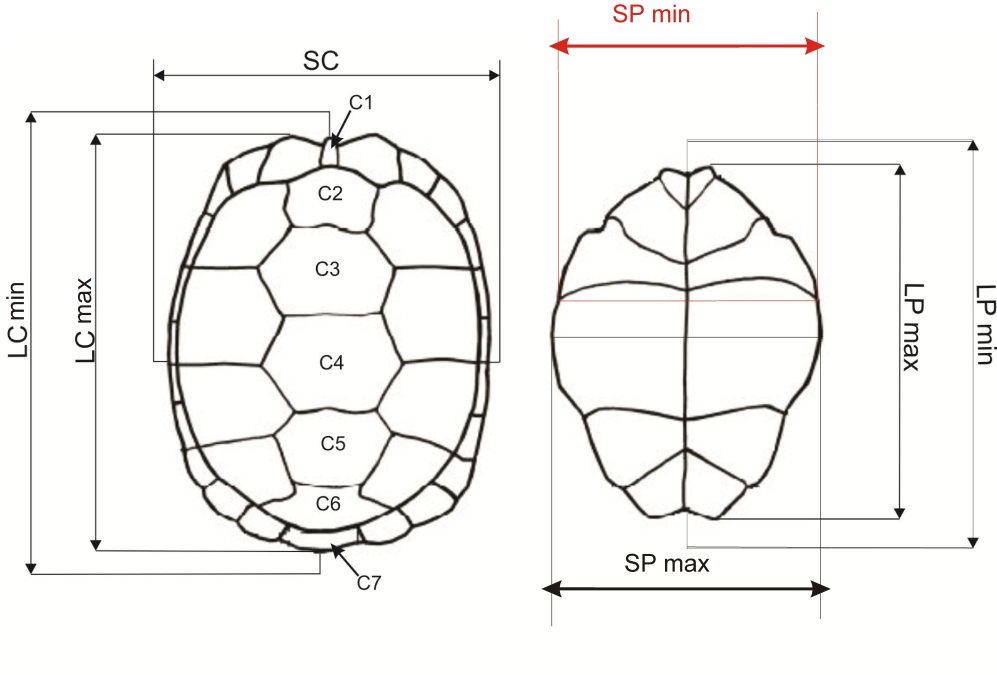 SP min
SC
C1
C2
C3
C4
C5
C6
C7
LC min
LC max
LP max
LP min
SP max